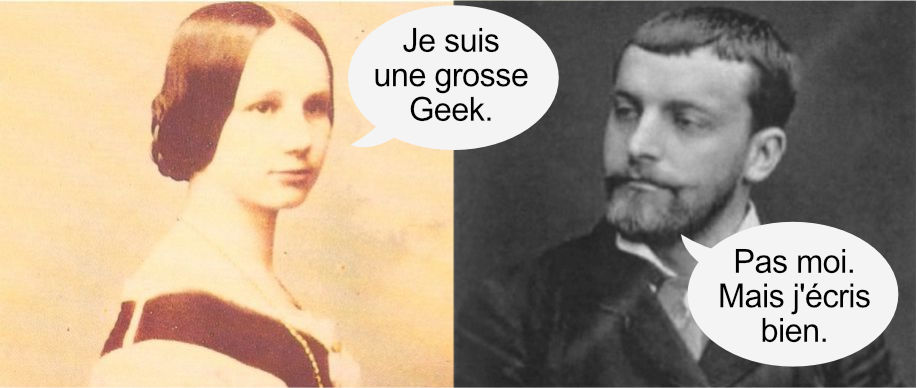 Je suis
une grosse
Geek.
Pas moi.
Mais j'écris
bien.